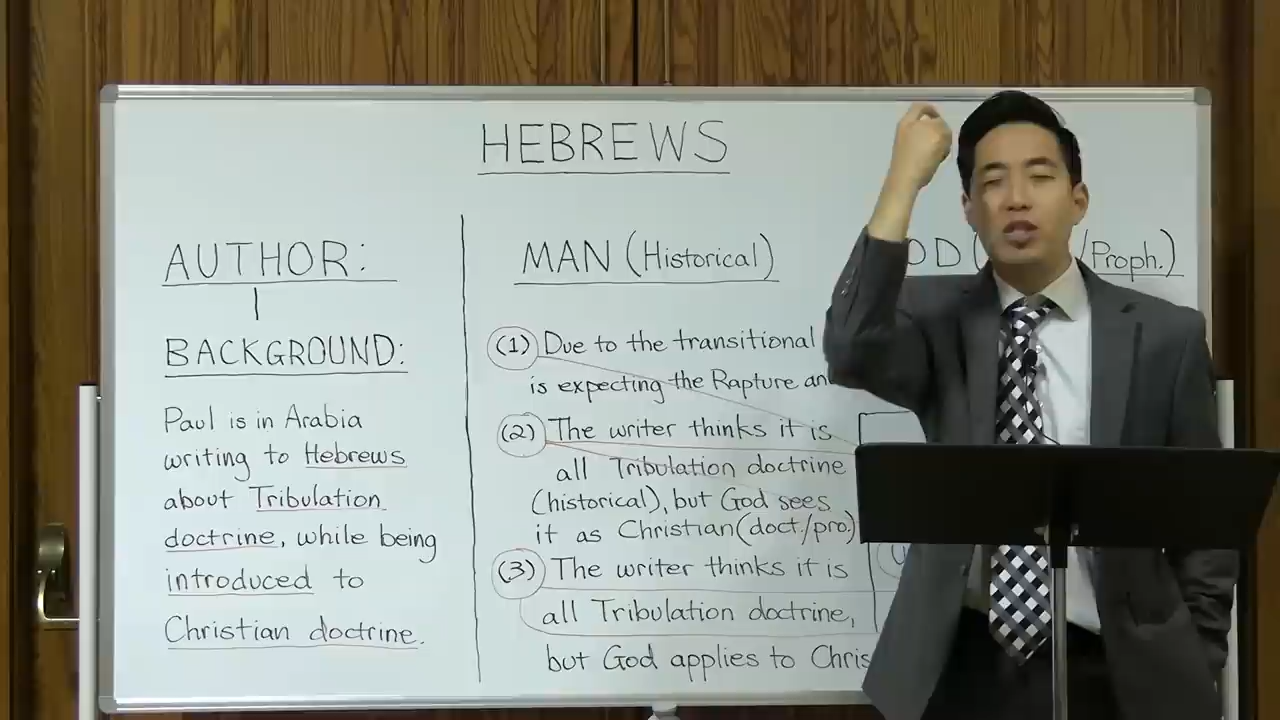 HEBREWS
AUTHOR:
BACKGROUND:
Paul is in Arabia
writing to Hebrews
about Tribulation
doctrine, while being
introduced to
Christian doctrine.
MAN (Historical)
(1) Due to the transitional
is expecting the Rapture
(2) The writer thinks it is
all Tribulation doctrine
(historical), but God sees
it as Christian (doct./pro.)
(3) The writer thinks it is
all Tribulation doctrine,
but God applies to
/Proph.)